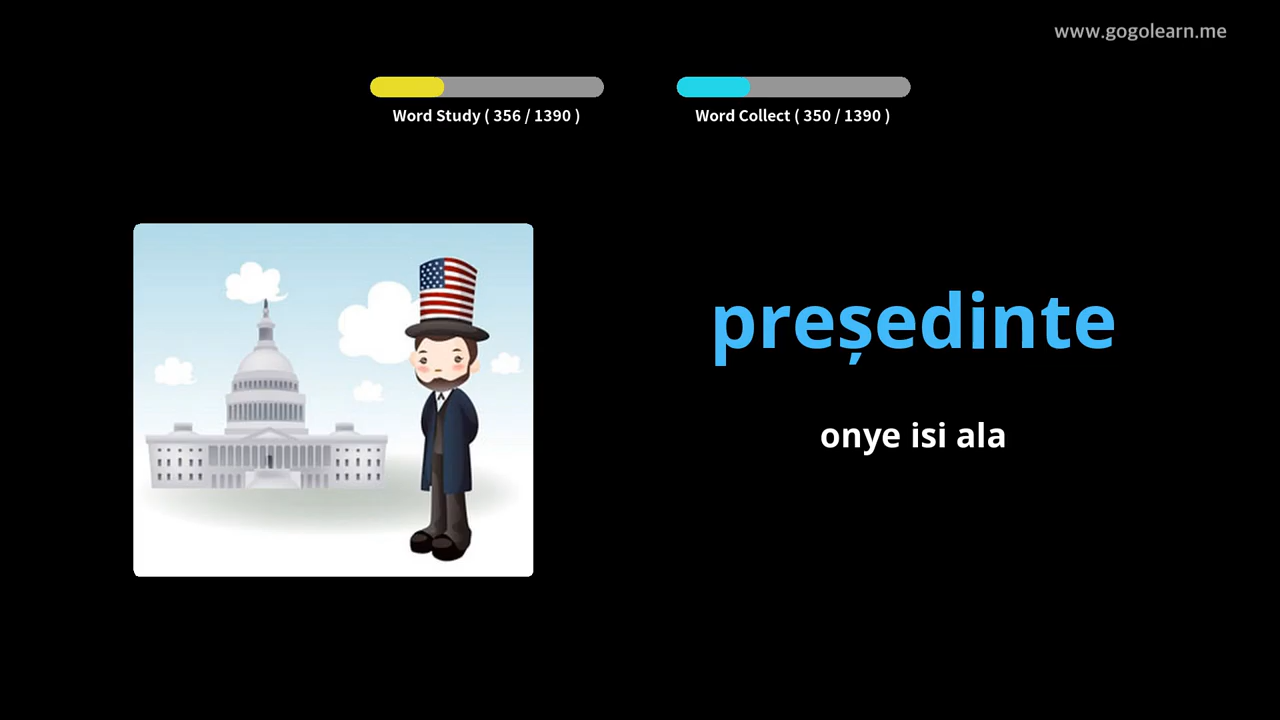 www.gogolearn.me
Word Study ( 356 / 1390 )
Word Collect ( 350 / 1390 )
președinte
onye isi ala